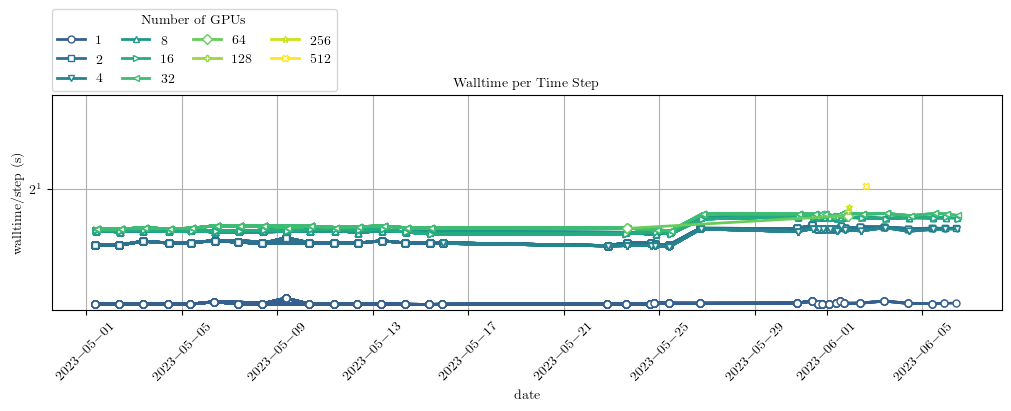 Number of GPUs
1 8 64 256
2 16 128 512
4 32
Walltime per Time Step
walltime/step (s)
2^1
2023−05−01 2023−05−05 2023−05−09 2023−05−13 2023−05−17 2023−05−21 2023−05−25 2023−05−29 2023−06−01 2023−06−05
date